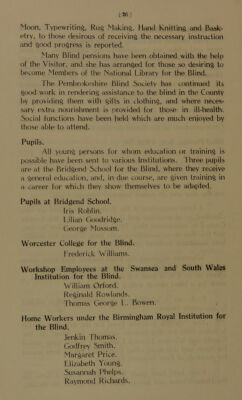 ( 26 )
Moon, Typewriting, Rug Making, Hand Knitting and Bask-
etry, to those desirous of receiving the necessary instruction
and good progress is reported.
Many Blind pensions have been obtained with the help
of the Visitor, and she has arranged for those so desiring to
become Members of the National Library for the Blind.
The Pembrokeshire Blind Society has continued its
good work in rendering assistance to the blind in the County
by providing them with gifts in clothing, and where neces-
sary extra nourishment is provided for those in ill-health.
Social functions have been held which are much enjoyed by
those able to attend.
Pupils.
All young persons for whom education or training is
possible have been sent to various Institutions. Three pupils
are at the Bridgend School for the Blind, where they receive
a general education, and, in due course, are given training in
a career for which they show themselves to be adapted.
Pupils at Bridgend School.
Iris Roblin.
Lilian Goodridge.
George Mossom.
Worcester College for the Blind.
Frederick Williams.
Workshop Employees at the Swansea and South Wales
Institution for the Blind.
William Orford.
Reginald Rowlands.
Thomas George L. Bowen.
Home Workers under the Birmingham Royal Institution for
the Blind.
Jenkin Thomas.
Godfrey Smith.
Margaret Price.
Elizabeth Young.
Susannah Phelps.
Raymond Richards.